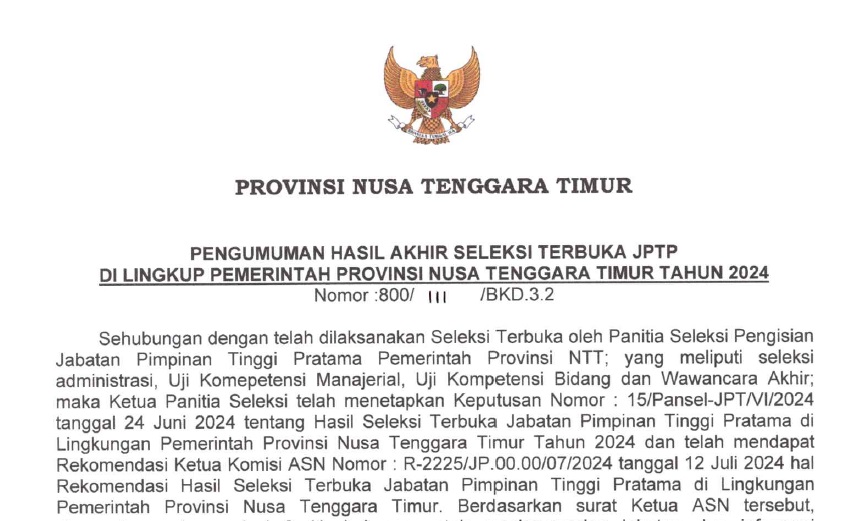 PROVINSI NUSA TENGGARA TIMUR
PENGUMUMAN HASIL AKHIR SELEKSI TERBUKA JPTP
DI LINGKUP PEMERINTAH PROVINSI NUSA TENGGARA TIMUR TAHUN 2024
Nomor :800/ 111 /BKD.3.2
Sehubungan dengan telah dilaksanakan Seleksi Terbuka oleh Panitia Seleksi Pengisian
Jabatan Pimpinan Tinggi Pratama Pemerintah Provinsi NTT; yang meliputi seleksi
administrasi, Uji Komepetensi Manajerial, Uji Kompetensi Bidang dan Wawancara Akhir;
maka Ketua Panitia Seleksi telah menetapkan Keputusan Nomor : 15/Pansel-JPT/VI/2024
tanggal 24 Juni 2024 tentang Hasil Seleksi Terbuka Jabatan Pimpinan Tinggi Pratama di
Lingkungan Pemerintah Provinsi Nusa Tenggara Timur Tahun 2024 dan telah mendapat
Rekomendasi Ketua Komisi ASN Nomor : R-2225/JP.00.00/07/2024 tanggal 12 Juli 2024 hal
Rekomendasi Hasil Seleksi Terbuka Jabatan Pimpinan Tinggi Pratama di Lingkungan
Pemerintah Provinsi Nusa Tenggara Timur. Berdasarkan surat Ketua ASN tersebut,